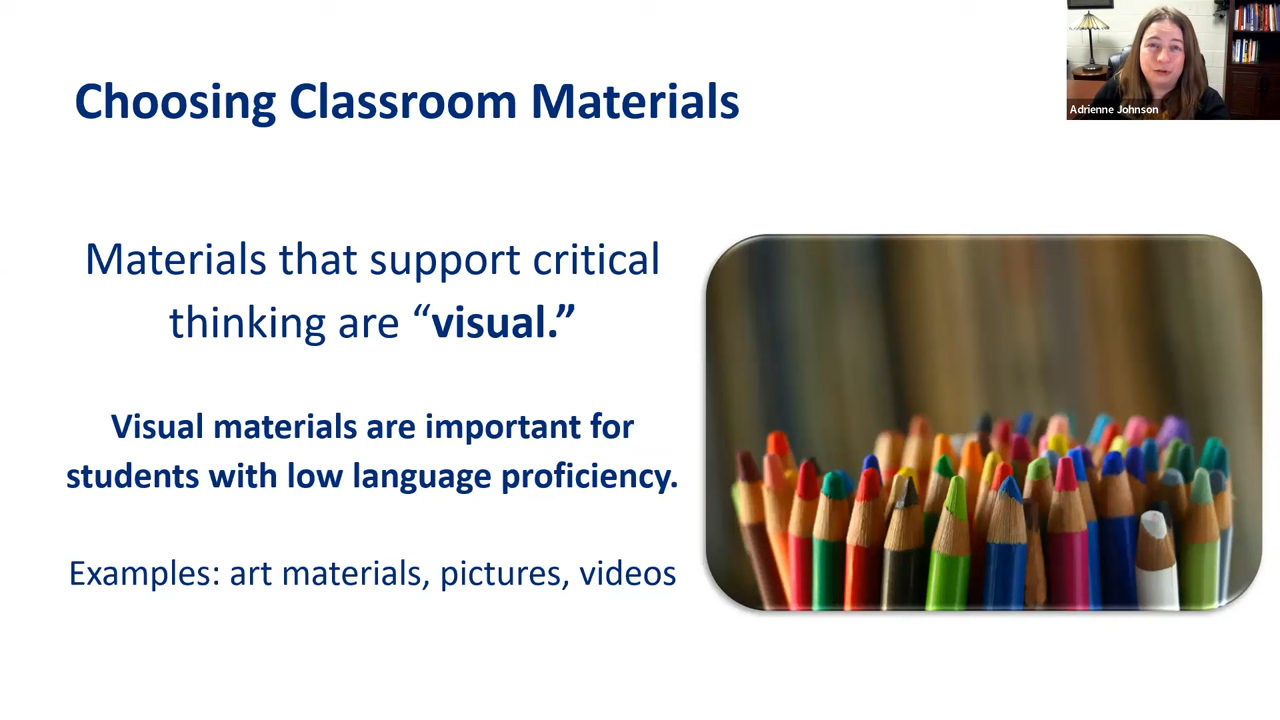 Choosing Classroom Materials
Adrienne Johnson
Materials that support critical
thinking are “visual.”
Visual materials are important for
students with low language proficiency.
Examples: art materials, pictures, videos